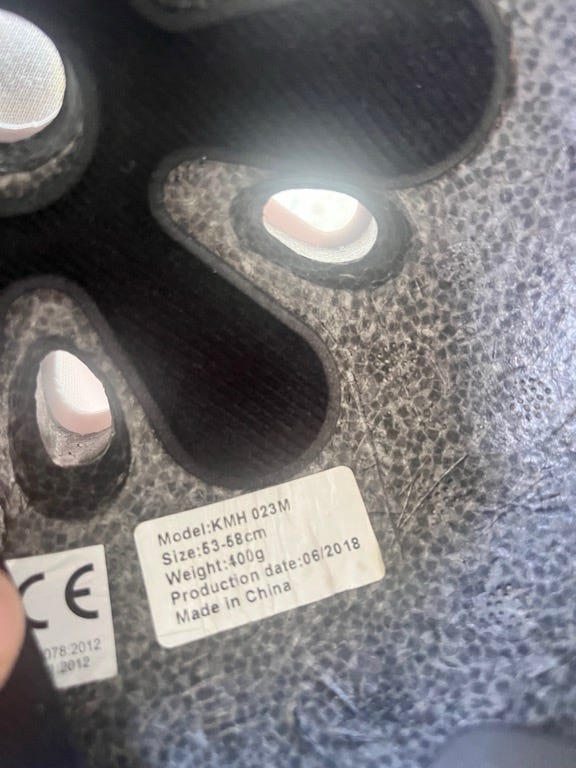 Model:KMH 023M
Size:53-58cm
Weight:400g
Production date:06/2018
Made in China
CE
078:2012
:2012